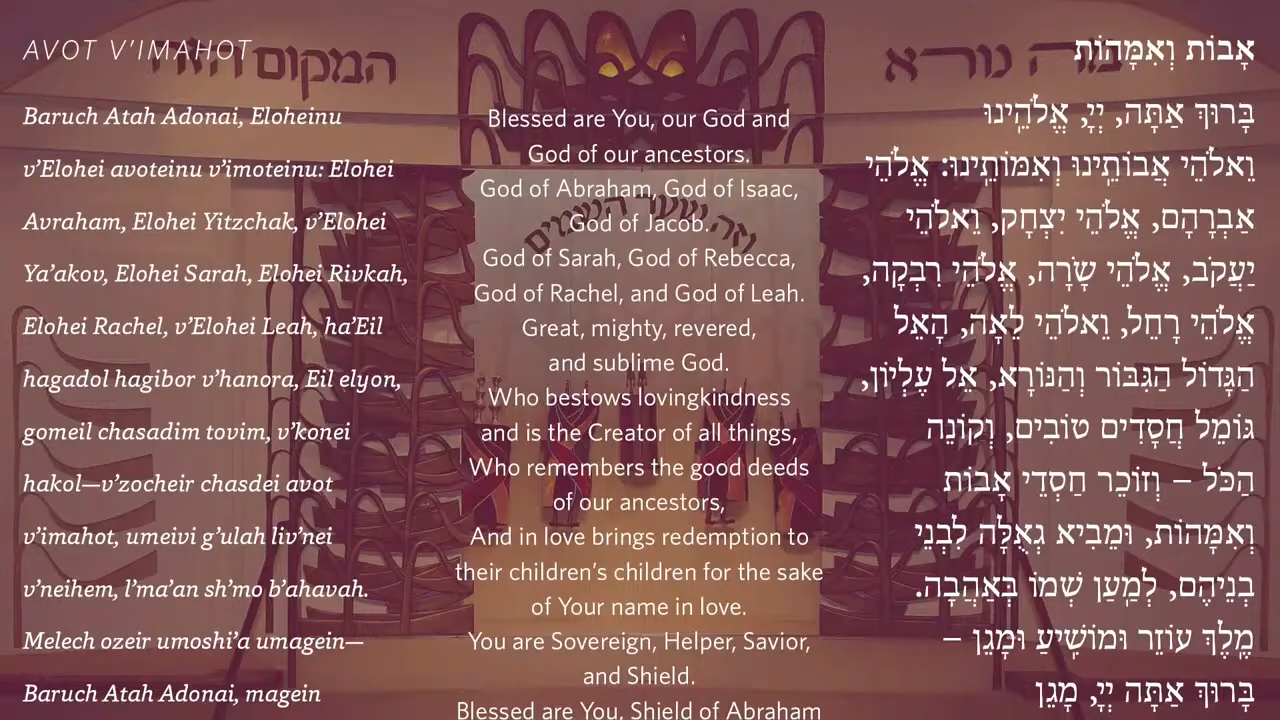 AVOT V'IMAHOT
Baruch Atah Adonai, Eloheinu
v'Elohei avoteinu v'imoteinu: Elohei
Avraham, Elohei Yitzchak, v'Elohei
Ya'akov, Elohei Sarah, Elohei Rivkah,
Elohei Rachel, v'Elohei Leah, ha'Eil
hagadol hagibor v'hanora, Eil elyon,
gomeil chasadim tovim, v'konei
hakol—v'zocheir chasdei avot
v'imahot, umeivi g'ulah liv'nei
v'neihem, l'ma'an sh'mo b'ahavah.
Melech ozeir umoshi'a umagein—
Baruch Atah Adonai, magein
Blessed are You, our God and
God of our ancestors.
God of Abraham, God of Isaac,
God of Jacob.
God of Sarah, God of Rebecca,
God of Rachel, and God of Leah.
Great, mighty, revered,
and sublime God.
Who bestows lovingkindness
and is the Creator of all things,
Who remembers the good deeds
of our ancestors,
And in love brings redemption to
their children's children for the sake
of Your name in love.
You are Sovereign, Helper, Savior,
and Shield.
Blessed are You, Shield of Abraham
אָבוֹת וְאִמָּהוֹת
בָּרוּךְ אַתָּה, יְיָ, אֱלֹהֵֽינוּ
וֵאלֹהֵי אֲבוֹתֵֽינוּ וְאִמּוֹתֵֽינוּ: אֱלֹהֵי
אַבְרָהָם, אֱלֹהֵי יִצְחָק, וֵאלֹהֵי
יַעֲקֹב, אֱלֹהֵי שָׂרָה, אֱלֹהֵי רִבְקָה,
אֱלֹהֵי רָחֵל, וֵאלֹהֵי לֵאָה, הָאֵל
הַגָּדוֹל הַגִּבּוֹר וְהַנּוֹרָא, אֵל עֶלְיוֹן,
גּוֹמֵל חֲסָדִים טוֹבִים, וְקוֹנֵה
הַכֹּל – וְזוֹכֵר חַסְדֵי אָבוֹת
וְאִמָּהוֹת, וּמֵבִיא גְאֻלָּה לִבְנֵי
בְנֵיהֶם, לְמַֽעַן שְׁמוֹ בְּאַהֲבָה.
מֶֽלֶךְ עוֹזֵר וּמוֹשִֽׁיעַ וּמָגֵן –
בָּרוּךְ אַתָּה יְיָ, מָגֵן
המקום הזה
נורא
וזה שער השמים